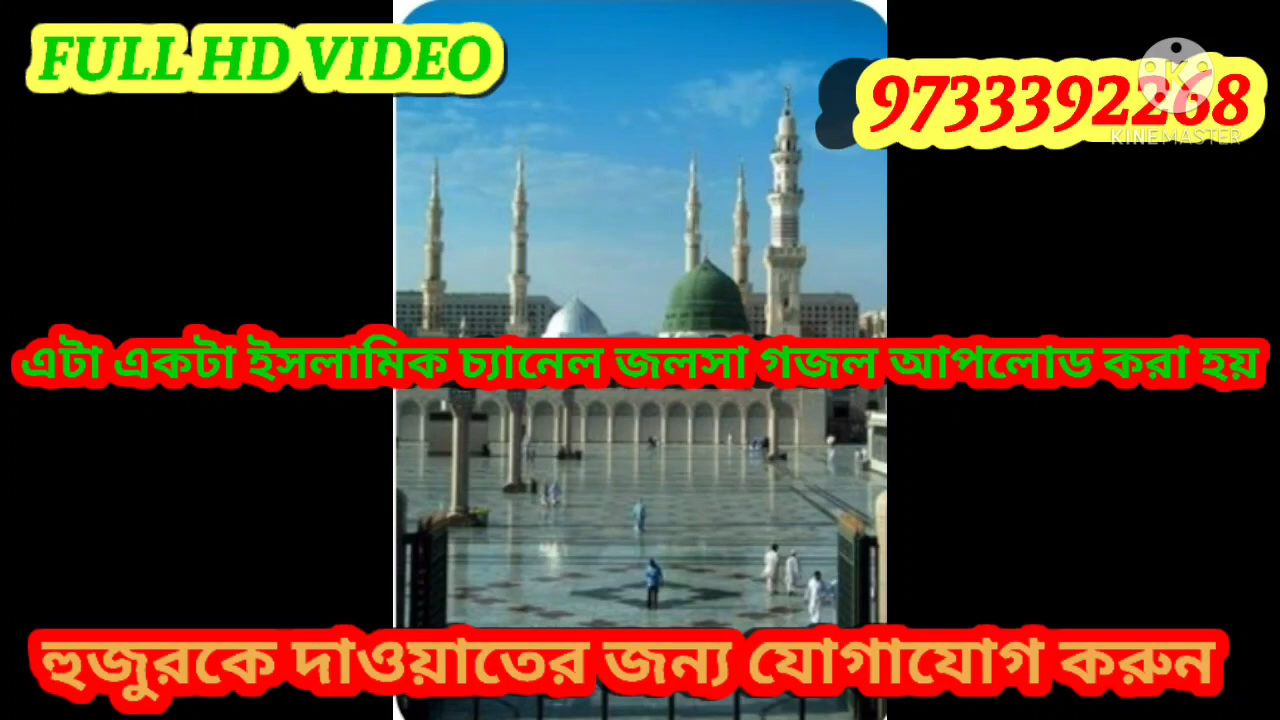 FULL HD VIDEO
9733392268
KINEMASTER
এটা একটা ইসলামিক চ্যানেল জলসা গজল আপলোড করা হয়
হুজুরকে দাওয়াতের জন্য যোগাযোগ করুন